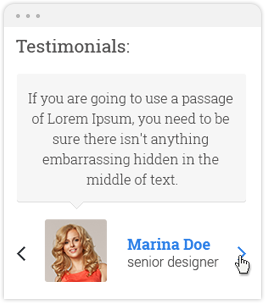 Testimonials:
If you are going to use a passage
of Lorem Ipsum, you need to be
sure there isn't anything
embarrassing hidden in the
middle of text.
Marina Doe
senior designer